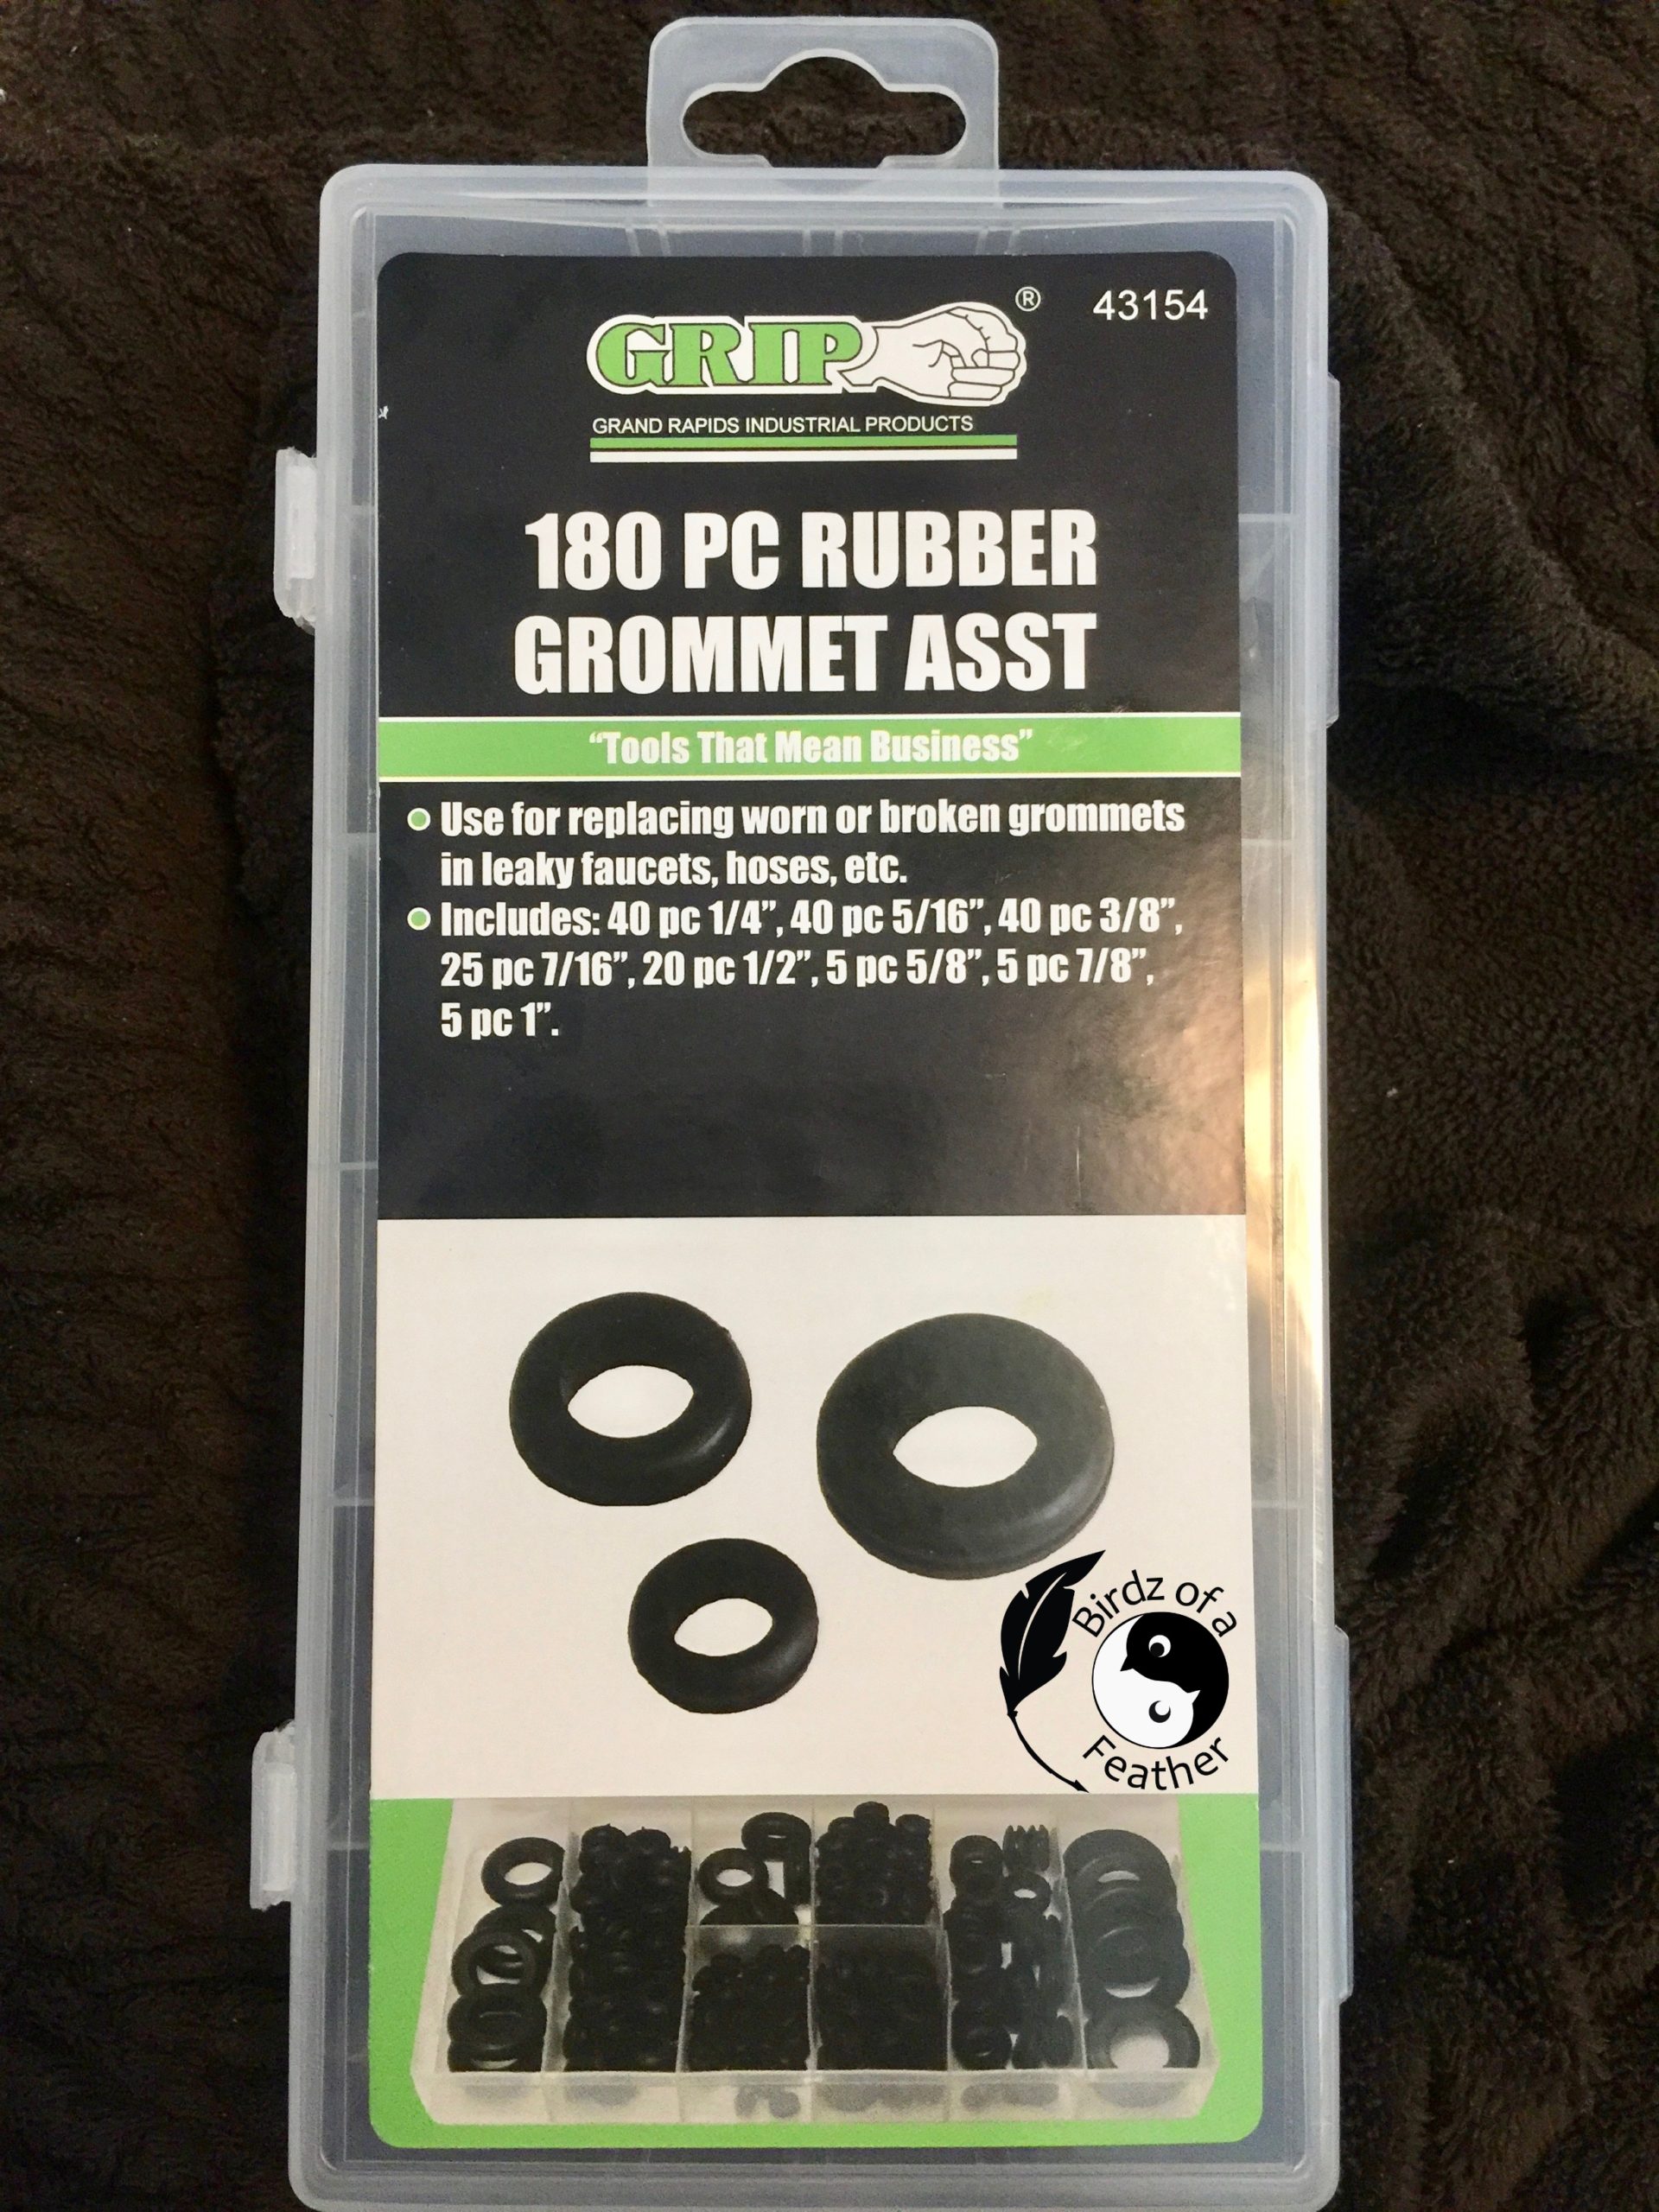 GRIP®
43154
GRAND RAPIDS INDUSTRIAL PRODUCTS
180 PC RUBBER
GROMMET ASST
“Tools That Mean Business”
Use for replacing worn or broken grommets
in leaky faucets, hoses, etc.
Includes: 40 pc 1/4”, 40 pc 5/16”, 40 pc 3/8”,
25 pc 7/16”, 20 pc 1/2”, 5 pc 5/8”, 5 pc 7/8”,
5 pc 1”.
Birdz of a
Feather